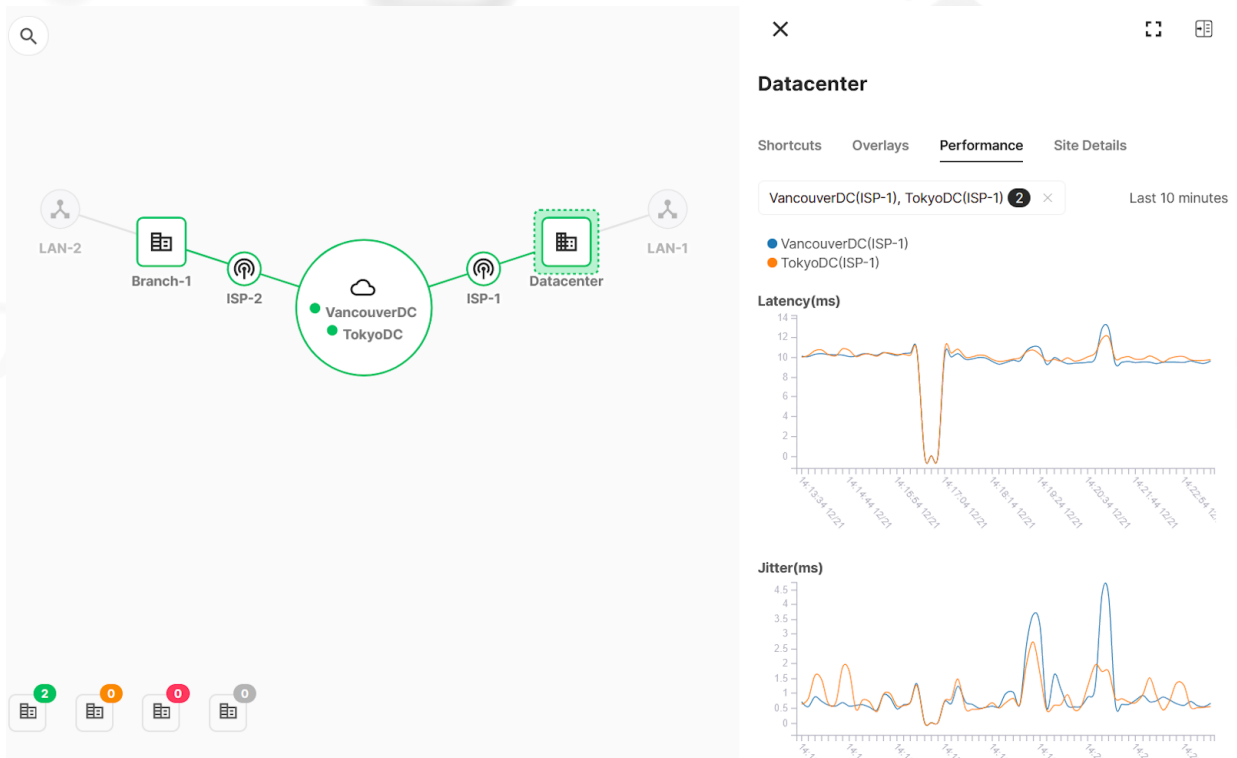 LAN-2
Branch-1
ISP-2
VancouverDC
TokyoDC
ISP-1
Datacenter
LAN-1
2
0
0
0
Datacenter
Shortcuts Overlays Performance Site Details
VancouverDC(ISP-1), TokyoDC(ISP-1) 2 Last 10 minutes
VancouverDC(ISP-1)
TokyoDC(ISP-1)
Latency(ms)
14
12
10
8
6
4
2
0
14:13:34 12/21 14:14:44 12/21 14:15:54 12/21 14:17:04 12/21 14:18:14 12/21 14:19:24 12/21 14:20:34 12/21 14:21:44 12/21 14:22:54 12/
Jitter(ms)
4.5
4
3.5
3
2.5
2
1.5
1
0.5
0